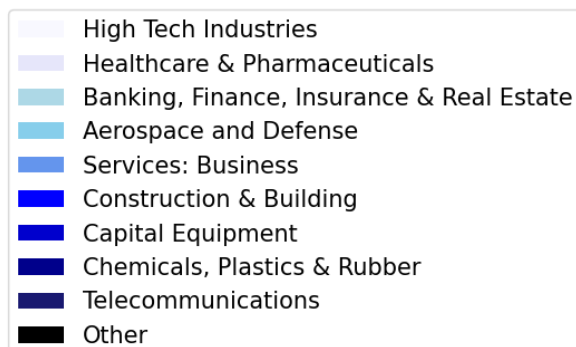 High Tech Industries
Healthcare & Pharmaceuticals
Banking, Finance, Insurance & Real Estate
Aerospace and Defense
Services: Business
Construction & Building
Capital Equipment
Chemicals, Plastics & Rubber
Telecommunications
Other